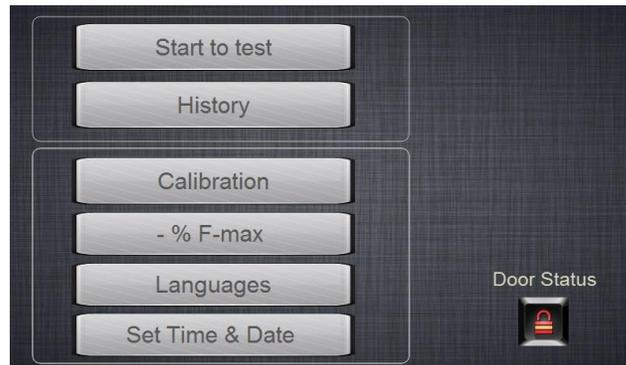 Start to test
History
Calibration
- % F-max
Languages
Set Time & Date
Door Status